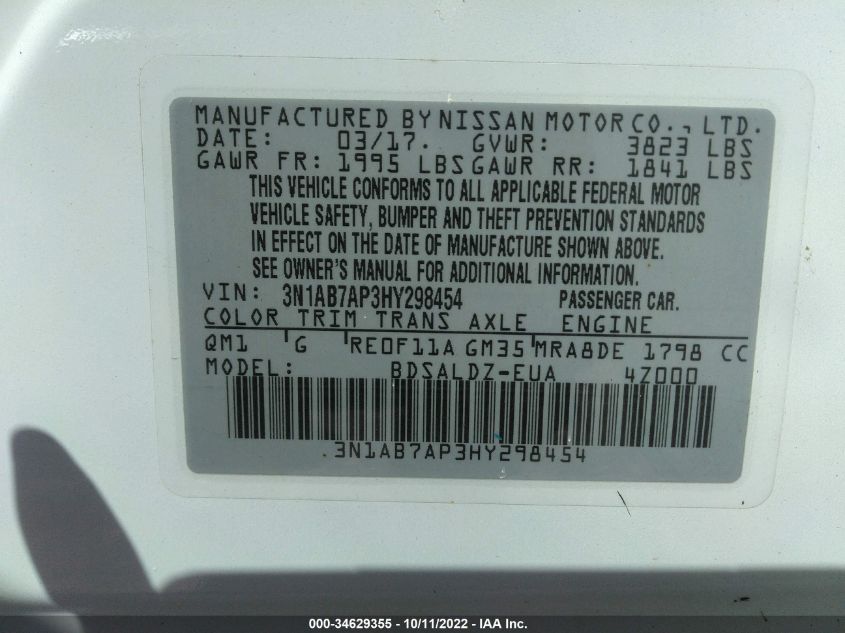 MANUFACTURED BY NISSAN MOTOR CO., LTD.
DATE: 03/17. GVWR: 3823 LBS
GAWR FR: 1995 LBS GAWR RR: 1841 LBS
THIS VEHICLE CONFORMS TO ALL APPLICABLE FEDERAL MOTOR
VEHICLE SAFETY, BUMPER AND THEFT PREVENTION STANDARDS
IN EFFECT ON THE DATE OF MANUFACTURE SHOWN ABOVE.
SEE OWNER'S MANUAL FOR ADDITIONAL INFORMATION.
VIN: 3N1AB7AP3HY298454 PASSENGER CAR.
COLOR TRIM TRANS AXLE ENGINE
QM1 G RE0F11A GM35 MRA8DE 1798 CC
MODEL: BDSALDZ-EUA 4Z000
3N1AB7AP3HY298454
000-34629355 - 10/11/2022 - IAA Inc.